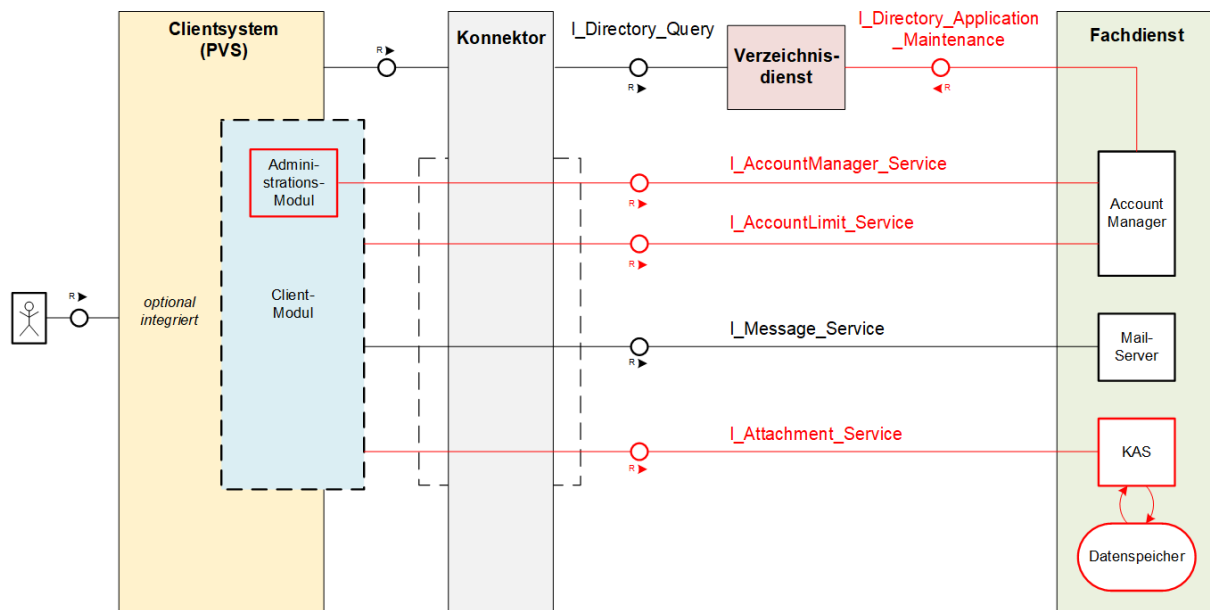 Clientsystem
(PVS)
Konnektor
I_Directory_Query
Verzeichnis-
dienst
I_Directory_Application
_Maintenance
Fachdienst
R
R
R
Admini-
strations-
Modul
I_AccountManager_Service
R
Account
Manager
I_AccountLimit_Service
R
R
optional
integriert
Client-
Modul
I_Message_Service
R
Mail-
Server
I_Attachment_Service
R
KAS
Datenspeicher